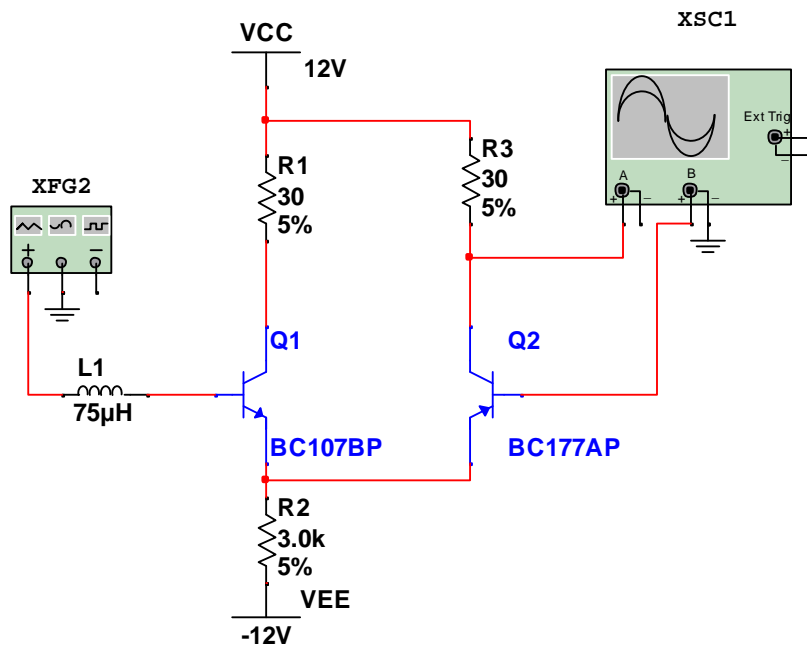 XSC1
VCC
12V
Ext Trig
+
−
R1
30
5%
R3
30
5%
A
B
+
−
+
−
XFG2
+
−
Q1
Q2
L1
75µH
BC107BP
BC177AP
R2
3.0k
5%
VEE
-12V